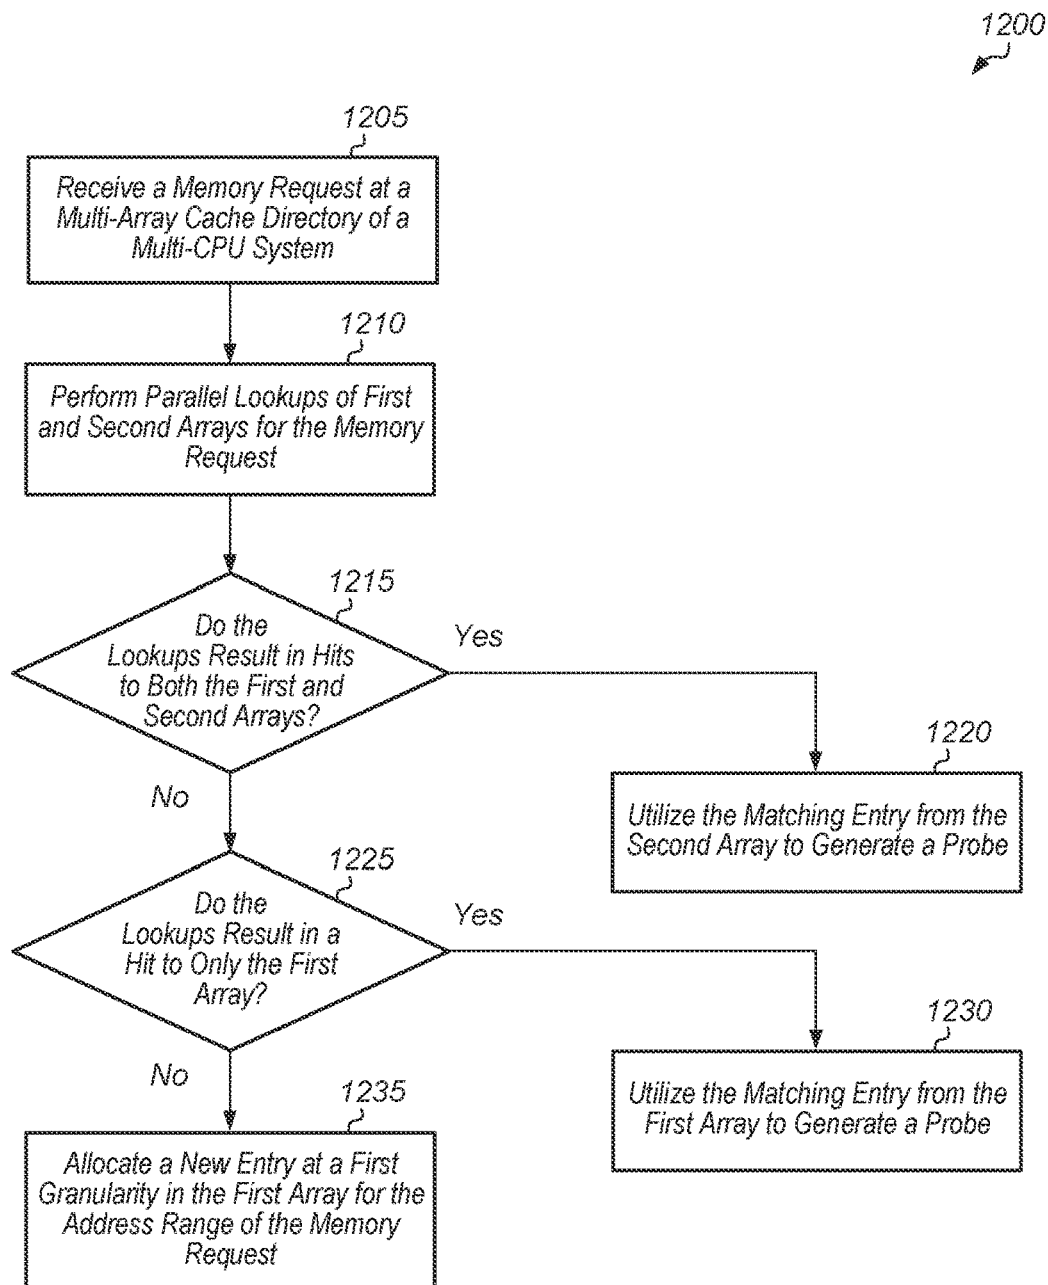 1200
1205
Receive a Memory Request at a
Multi-Array Cache Directory of a
Multi-CPU System
1210
Perform Parallel Lookups of First
and Second Arrays for the Memory
Request
1215
Do the
Lookups Result in Hits
to Both the First and
Second Arrays?
Yes
No
1220
Utilize the Matching Entry from the
Second Array to Generate a Probe
1225
Do the
Lookups Result in a
Hit to Only the First
Array?
Yes
No
1230
Utilize the Matching Entry from the
First Array to Generate a Probe
1235
Allocate a New Entry at a First
Granularity in the First Array for the
Address Range of the Memory
Request